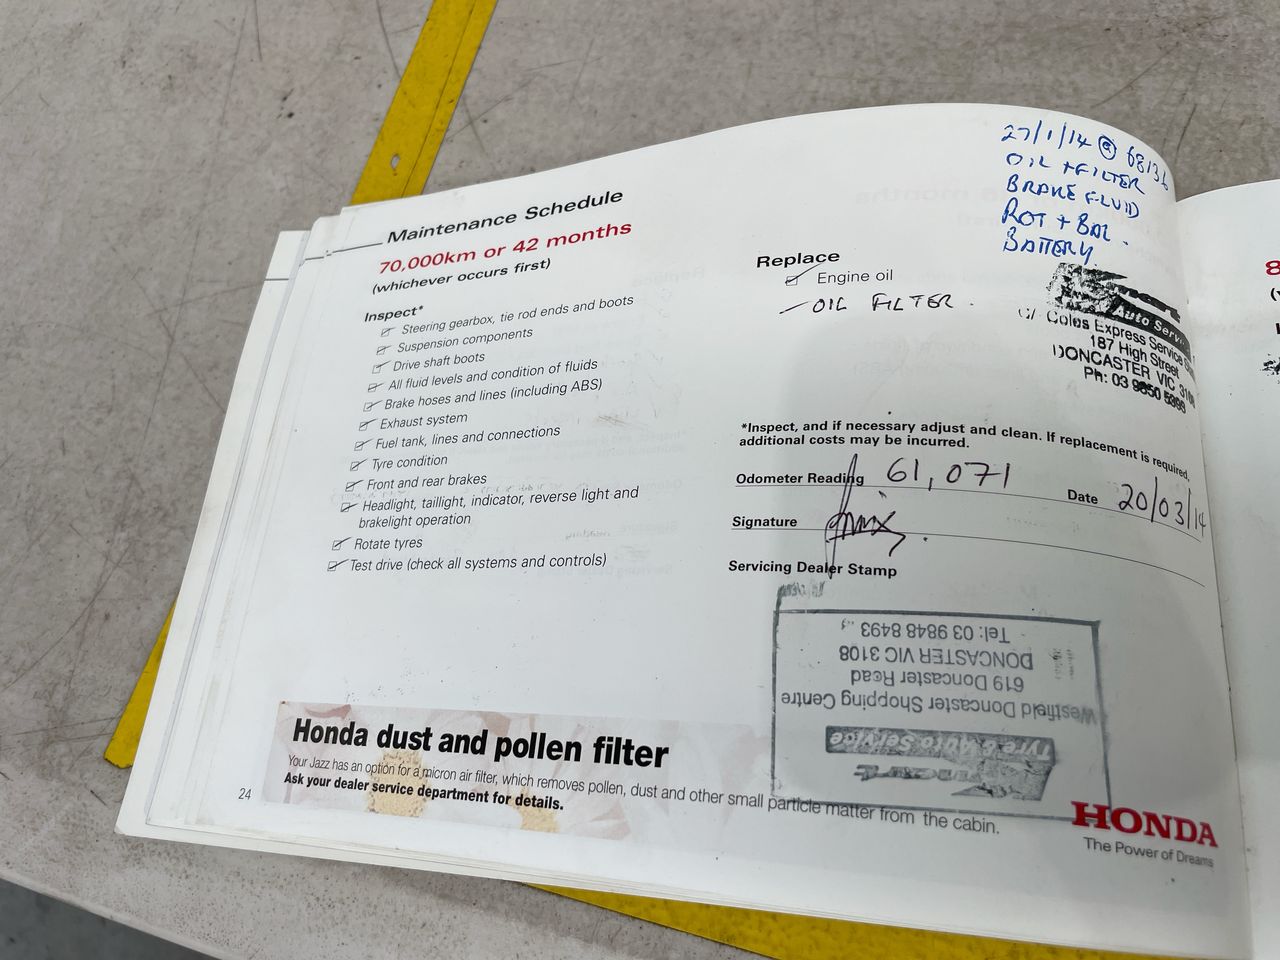 Maintenance Schedule
70,000km or 42 months
(whichever occurs first)
Inspect*
Steering gearbox, tie rod ends and boots
Suspension components
Drive shaft boots
All fluid levels and condition of fluids
Brake hoses and lines (including ABS)
Exhaust system
Fuel tank, lines and connections
Tyre condition
Front and rear brakes
Headlight, taillight, indicator, reverse light and
brakelight operation
Rotate tyres
Test drive (check all systems and controls)
27/1/14 @ 68136
OIL + FILTER
BRAKE FLUID
ROT + BAL.
BATTERY.
Replace
Engine oil
OIL FILTER.
Auto Serv
C/- Coles Express Service
187 High Street
DONCASTER VIC
Ph: 03 9850 5399
*Inspect, and if necessary adjust and clean. If replacement is required,
additional costs may be incurred.
Odometer Reading 61,071
Date 20/03/14
Signature
Servicing Dealer Stamp
Tyre & Auto Service
Westfield Doncaster Shopping Centre
619 Doncaster Road
DONCASTER VIC 3108
Tel: 03 9848 8493
Honda dust and pollen filter
Your Jazz has an option for a micron air filter, which removes pollen, dust and other small particle matter from the cabin.
Ask your dealer service department for details.
24
HONDA
The Power of Dreams
8